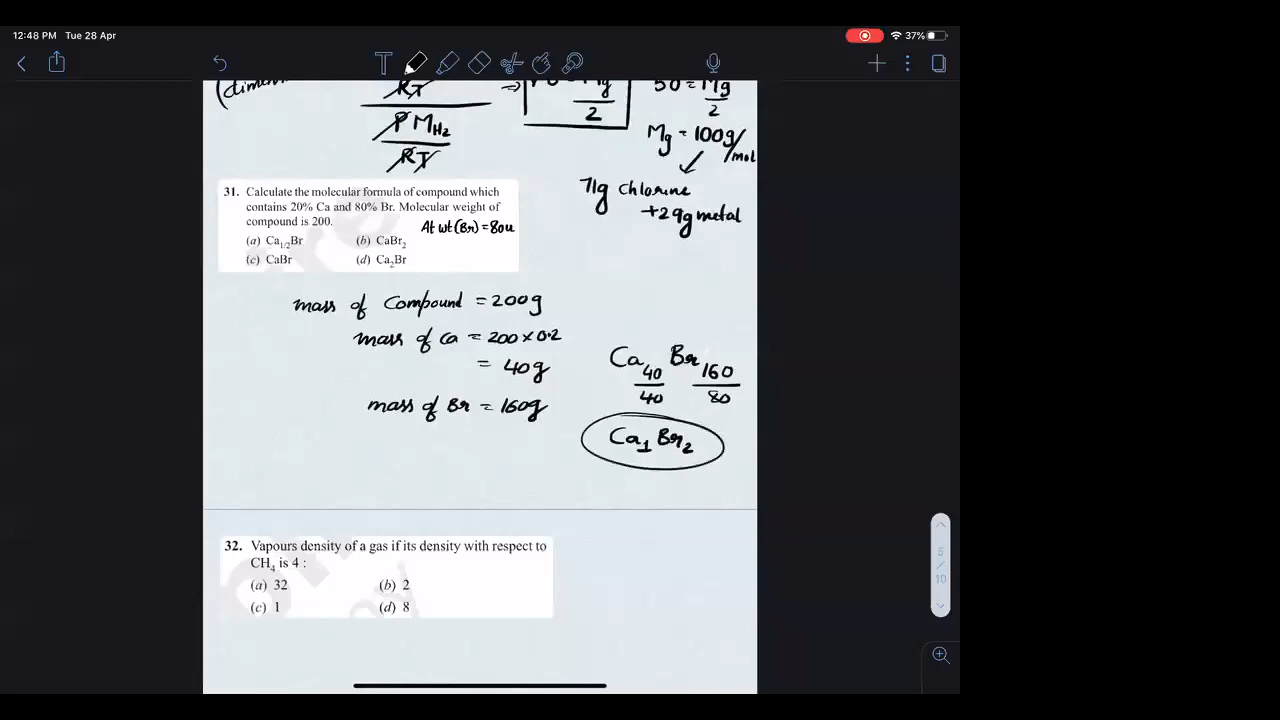 12:48 PM Tue 28 Apr
37%
T
RT
P M H₂
RT
2
50 = Mg
2
Mg = 100g/mol
71g Chlorine
+29g metal
31. Calculate the molecular formula of compound which
contains 20% Ca and 80% Br. Molecular weight of
compound is 200.
At wt (Br) = 80u
(a) Ca₁/₂Br (b) CaBr₂
(c) CaBr (d) Ca₂Br
mass of Compound = 200g
mass of Ca = 200 × 0.2
= 40g
mass of Br = 160g
Ca 40/40 Br 160/80
Ca₁ Br₂
32. Vapours density of a gas if its density with respect to
CH₄ is 4 :
(a) 32 (b) 2
(c) 1 (d) 8
5
/
10